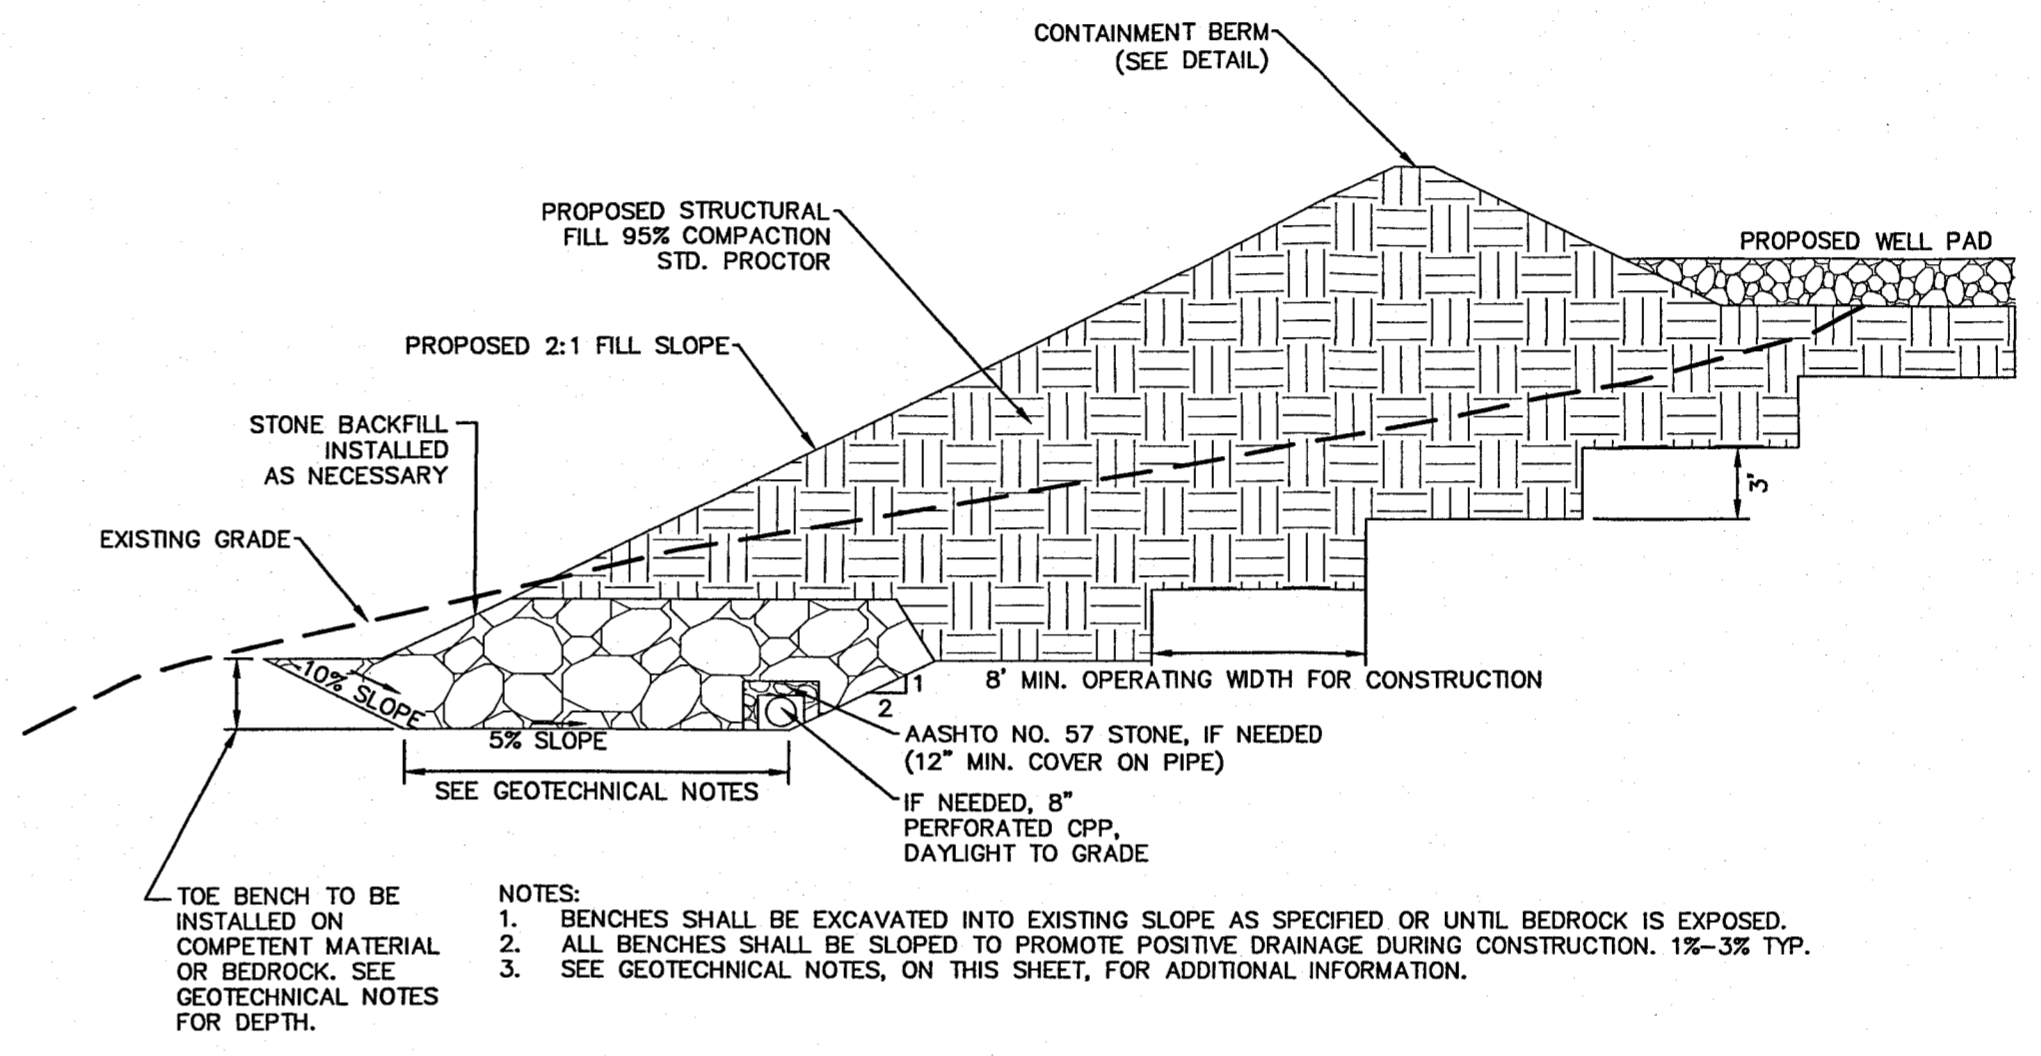 CONTAINMENT BERM
(SEE DETAIL)
PROPOSED STRUCTURAL
FILL 95% COMPACTION
STD. PROCTOR
PROPOSED WELL PAD
PROPOSED 2:1 FILL SLOPE
STONE BACKFILL
INSTALLED
AS NECESSARY
3'
EXISTING GRADE
10% SLOPE
1
2
8' MIN. OPERATING WIDTH FOR CONSTRUCTION
5% SLOPE
AASHTO NO. 57 STONE, IF NEEDED
(12" MIN. COVER ON PIPE)
SEE GEOTECHNICAL NOTES
IF NEEDED, 8"
PERFORATED CPP,
DAYLIGHT TO GRADE
TOE BENCH TO BE
INSTALLED ON
COMPETENT MATERIAL
OR BEDROCK. SEE
GEOTECHNICAL NOTES
FOR DEPTH.
NOTES:
1. BENCHES SHALL BE EXCAVATED INTO EXISTING SLOPE AS SPECIFIED OR UNTIL BEDROCK IS EXPOSED.
2. ALL BENCHES SHALL BE SLOPED TO PROMOTE POSITIVE DRAINAGE DURING CONSTRUCTION. 1%-3% TYP.
3. SEE GEOTECHNICAL NOTES, ON THIS SHEET, FOR ADDITIONAL INFORMATION.